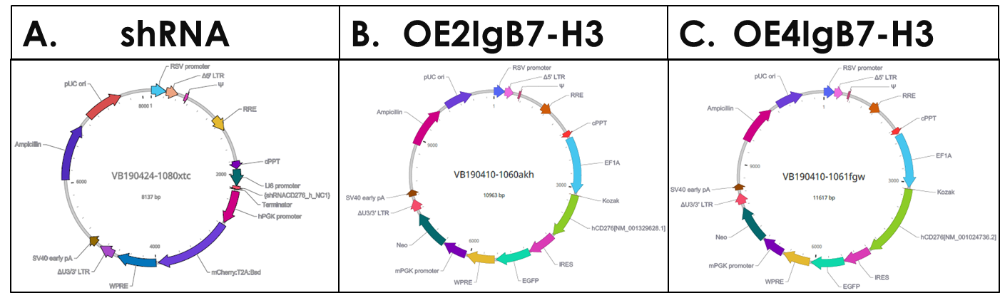 A. shRNA
B. OE2IgB7-H3
C. OE4IgB7-H3
RSV promoter
Δ5' LTR
Ψ
RRE
cPPT
U6 promoter
{shRNACD276_h_NC1}
Terminator
hPGK promoter
mCherry:T2A:Bsd
WPRE
ΔU3/3' LTR
SV40 early pA
Ampicillin
pUC ori
8000
1
2000
4000
6000
VB190424-1080xtc
8137 bp
RSV promoter
Δ5' LTR
Ψ
RRE
cPPT
EF1A
Kozak
hCD276[NM_001329628.1]
IRES
EGFP
WPRE
mPGK promoter
Neo
ΔU3/3' LTR
SV40 early pA
Ampicillin
pUC ori
1
3000
6000
9000
VB190410-1060akh
10963 bp
RSV promoter
Δ5' LTR
Ψ
RRE
cPPT
EF1A
Kozak
hCD276[NM_001024736.2]
IRES
EGFP
WPRE
mPGK promoter
Neo
ΔU3/3' LTR
SV40 early pA
Ampicillin
pUC ori
1
3000
6000
9000
VB190410-1061fgw
11617 bp